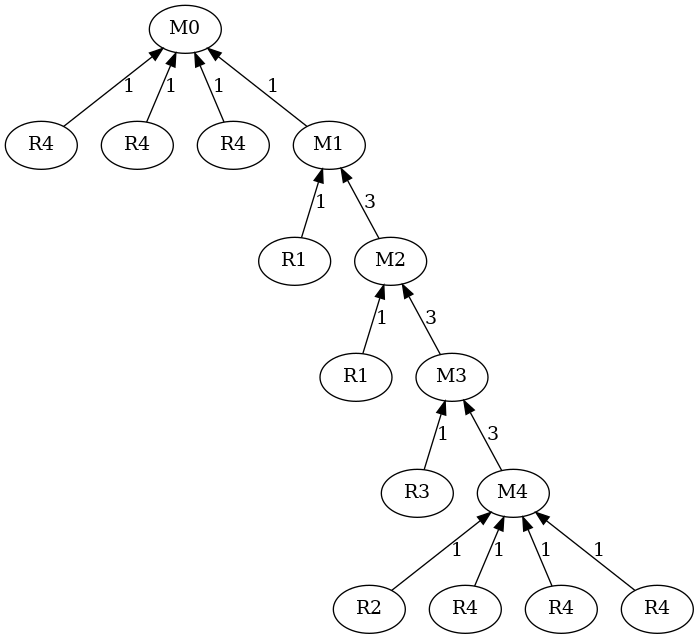 M0
1 1 1 1
R4 R4 R4 M1
1 3
R1 M2
1 3
R1 M3
1 3
R3 M4
1 1 1 1
R2 R4 R4 R4